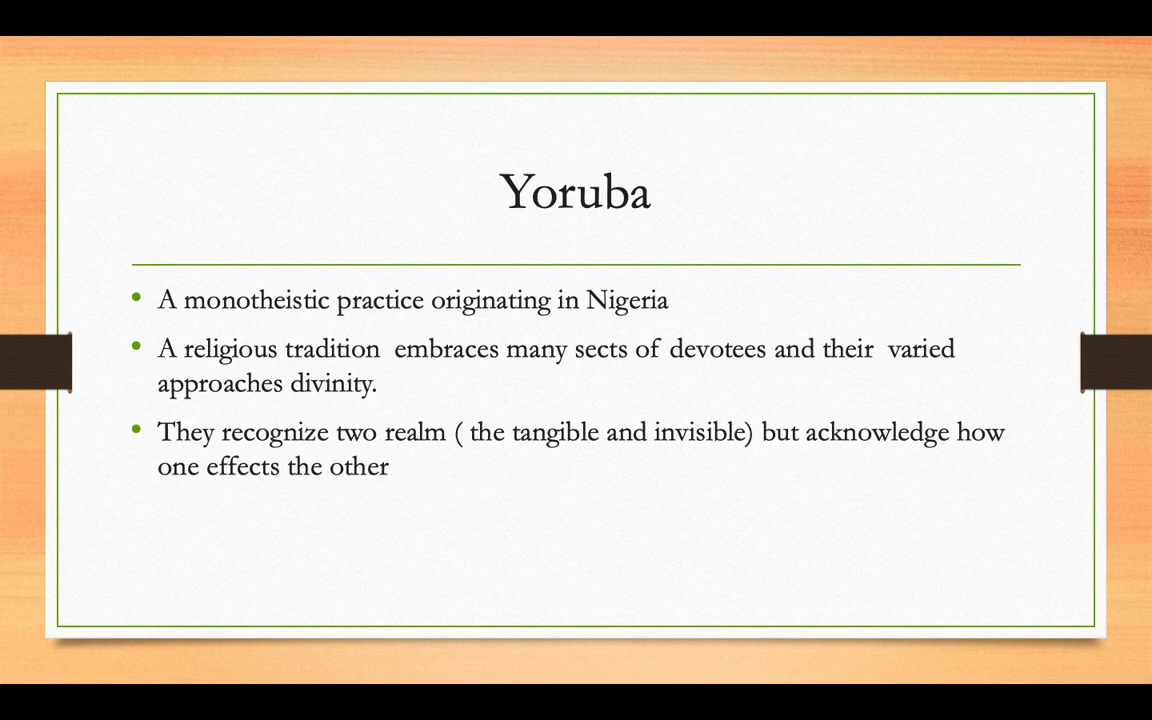 Yoruba
• A monotheistic practice originating in Nigeria
• A religious tradition  embraces many sects of devotees and their  varied
approaches divinity.
• They recognize two realm ( the tangible and invisible) but acknowledge how
one effects the other